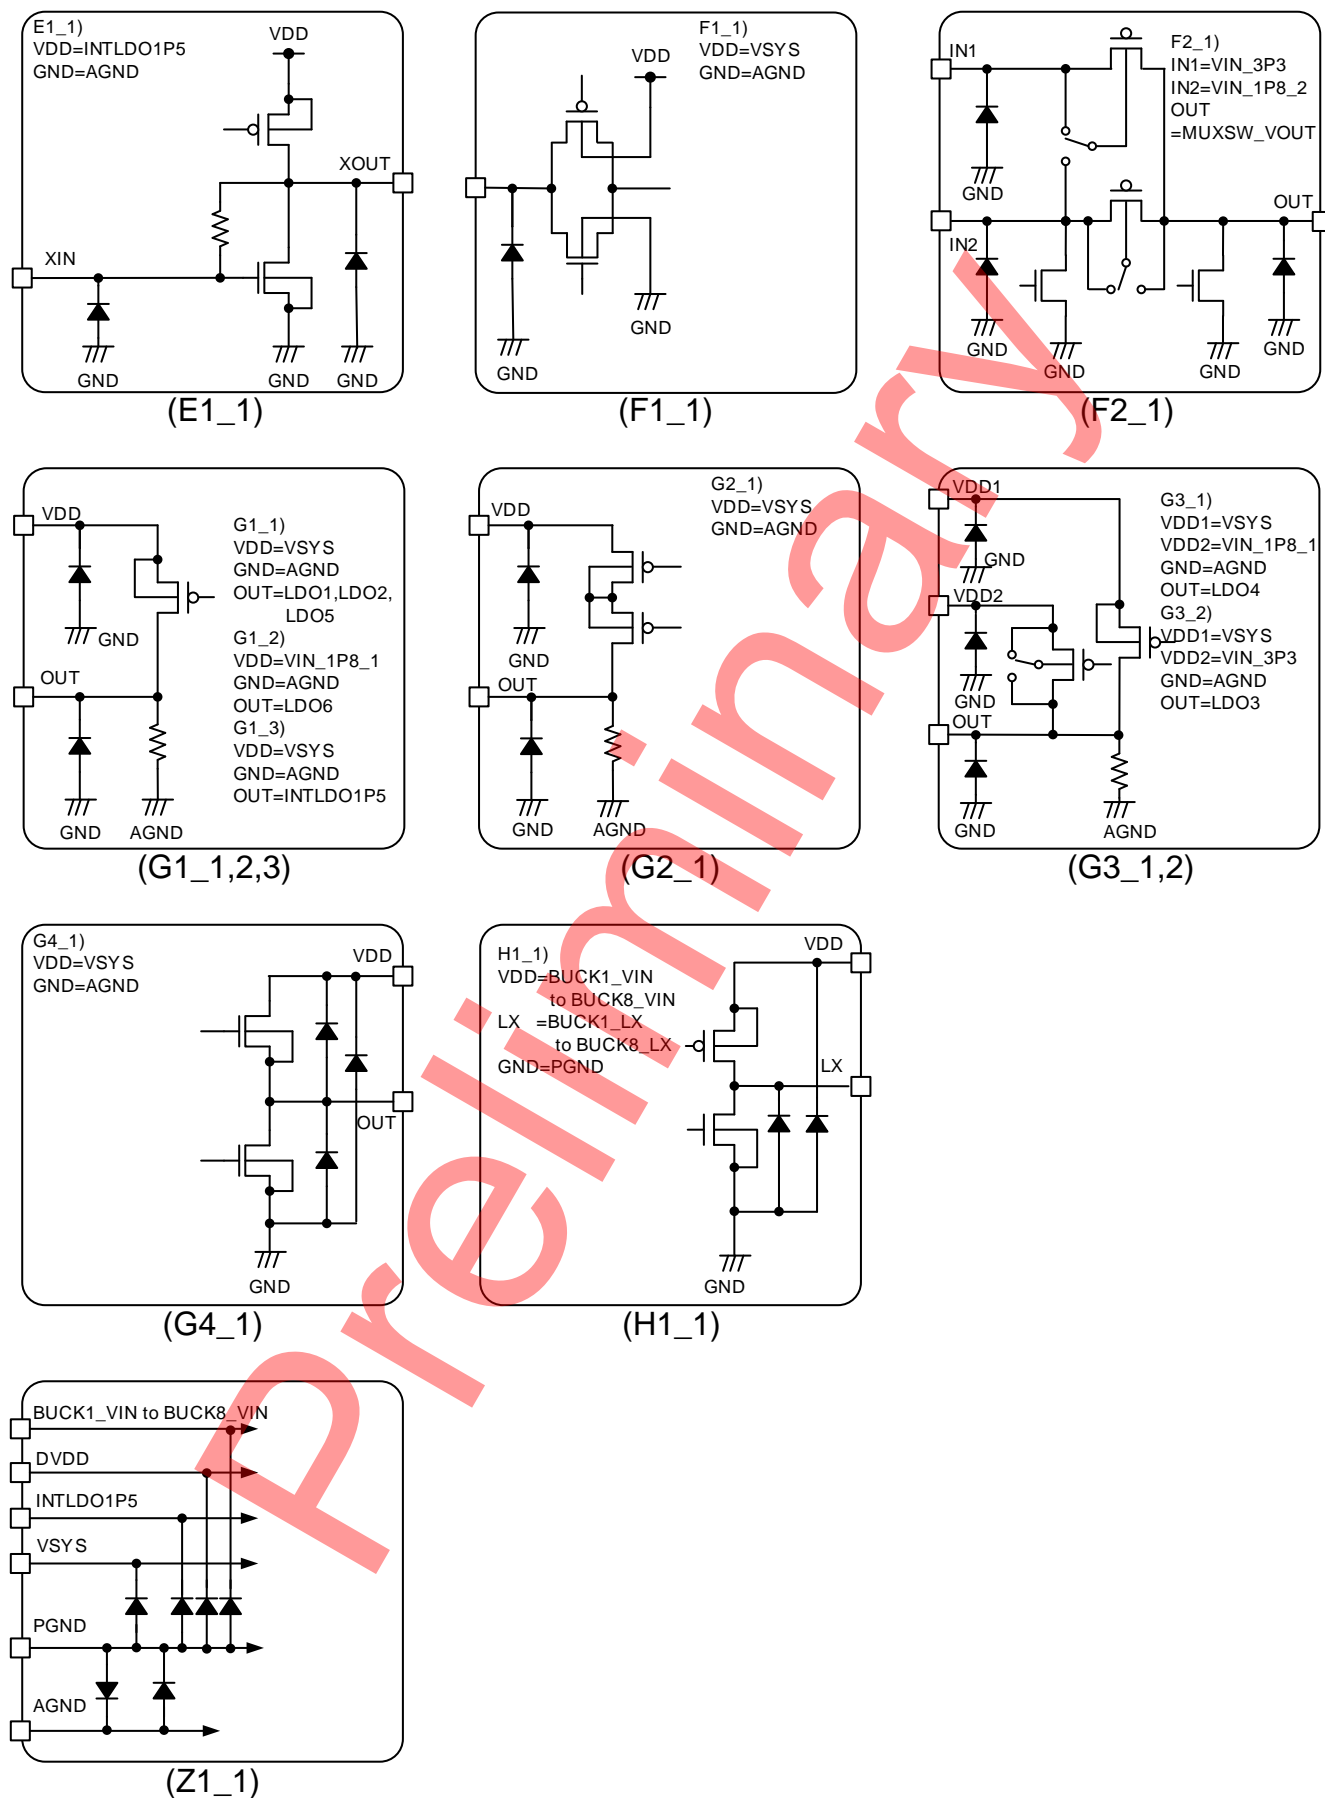 E1_1)
VDD=INTLDO1P5
GND=AGND
VDD
XOUT
XIN
GND
GND
GND
(E1_1)
F1_1)
VDD=VSYS
GND=AGND
VDD
GND
GND
(F1_1)
F2_1)
IN1=VIN_3P3
IN2=VIN_1P8_2
OUT
=MUXSW_VOUT
IN1
GND
OUT
IN2
GND
GND
GND
GND
(F2_1)
VDD
G1_1)
VDD=VSYS
GND=AGND
OUT=LDO1,LDO2,
LDO5
G1_2)
VDD=VIN_1P8_1
GND=AGND
OUT=LDO6
G1_3)
VDD=VSYS
GND=AGND
OUT=INTLDO1P5
GND
OUT
GND
AGND
(G1_1,2,3)
G2_1)
VDD=VSYS
GND=AGND
VDD
GND
OUT
GND
AGND
(G2_1)
VDD1
G3_1)
VDD1=VSYS
VDD2=VIN_1P8_1
GND=AGND
OUT=LDO4
G3_2)
VDD1=VSYS
VDD2=VIN_3P3
GND=AGND
OUT=LDO3
GND
VDD2
GND
OUT
GND
AGND
(G3_1,2)
G4_1)
VDD=VSYS
GND=AGND
VDD
OUT
GND
(G4_1)
H1_1)
VDD=BUCK1_VIN
to BUCK8_VIN
LX =BUCK1_LX
to BUCK8_LX
GND=PGND
VDD
LX
GND
(H1_1)
BUCK1_VIN to BUCK8_VIN
DVDD
INTLDO1P5
VSYS
PGND
AGND
(Z1_1)
Preliminary